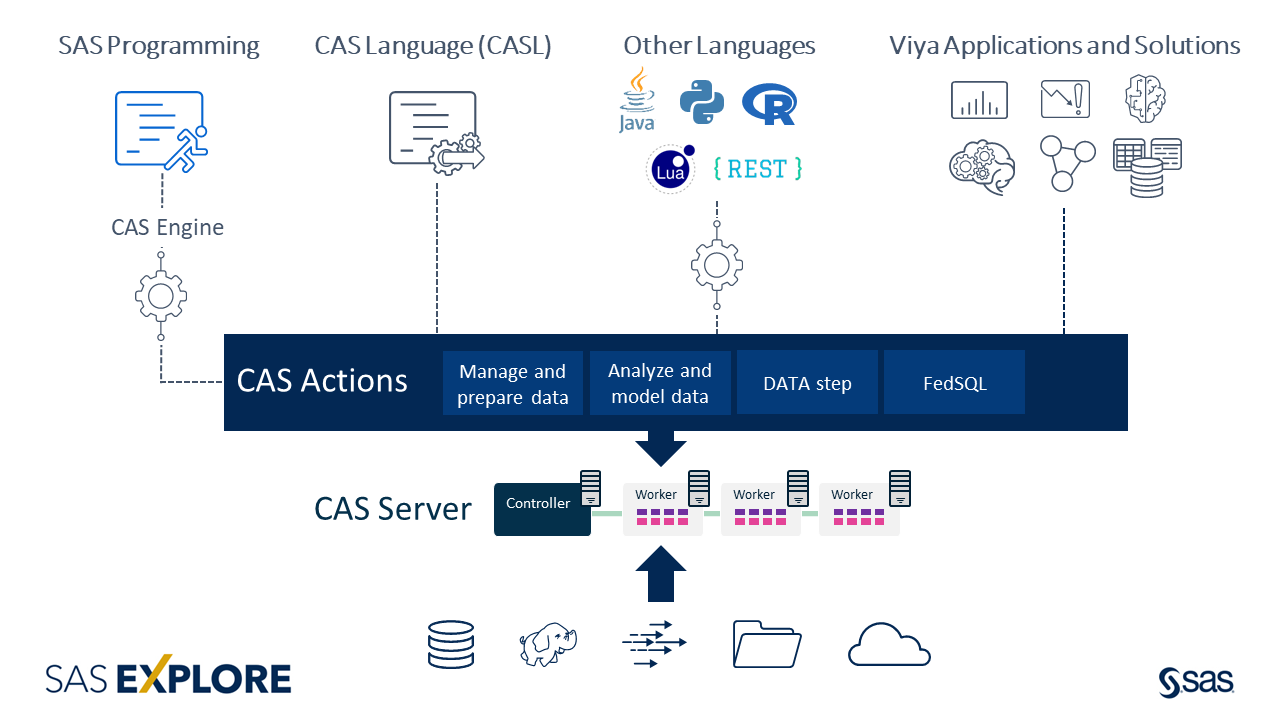 SAS Programming
CAS Language (CASL)
Other Languages
Viya Applications and Solutions
Java
R
Lua
{ REST }
CAS Engine
CAS Actions
Manage and
prepare data
Analyze and
model data
DATA step
FedSQL
CAS Server
Controller
Worker
Worker
Worker
SAS EXPLORE
sas